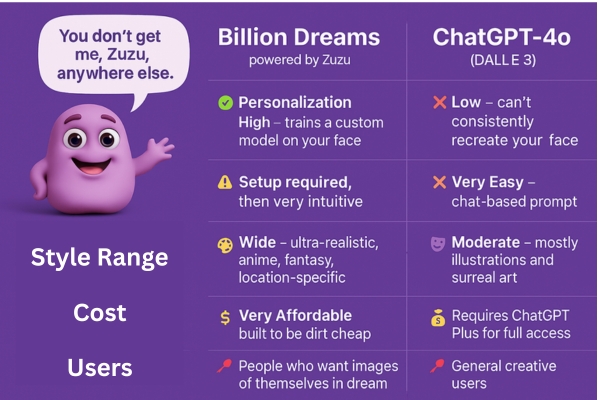 You don't get
me, Zuzu,
anywhere else.
Billion Dreams
powered by Zuzu
ChatGPT-4o
(DALL E 3)
Personalization
High – trains a custom
model on your face
Low – can't
consistently
recreate your face
Setup required,
then very intuitive
Very Easy –
chat-based prompt
Style Range
Wide – ultra-realistic,
anime, fantasy,
location-specific
Moderate – mostly
illustrations and
surreal art
Cost
$ Very Affordable
built to be dirt cheap
Requires ChatGPT
Plus for full access
Users
People who want images
of themselves in dream
General creative
users